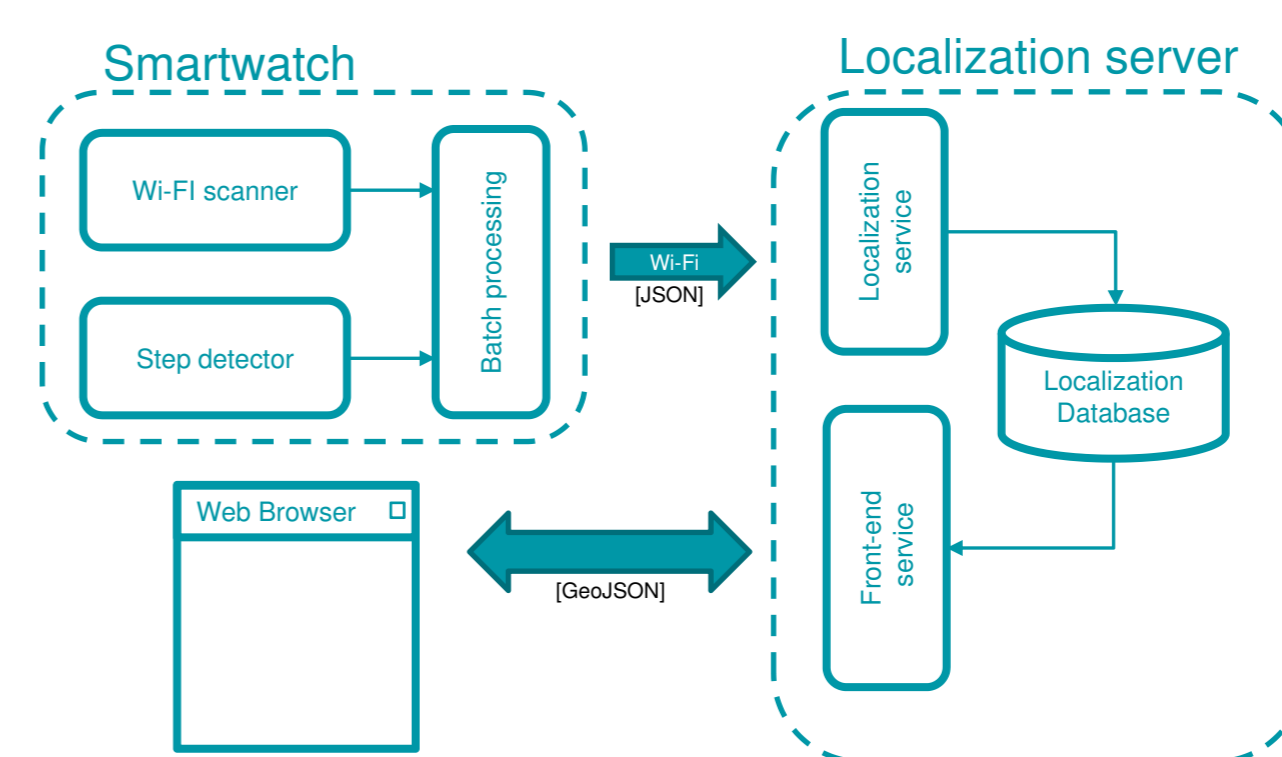 Smartwatch
Localization server
Wi-FI scanner
Step detector
Batch processing
Wi-Fi
[JSON]
Localization
service
Localization
Database
Front-end
service
Web Browser
[GeoJSON]